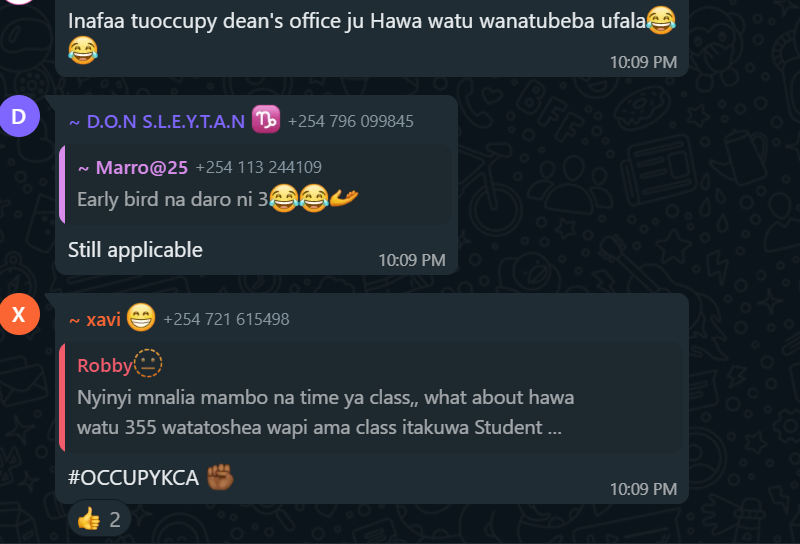 Inafaa tuoccupy dean's office ju Hawa watu wanatubeba ufala😂
😂
10:09 PM
D
~ D.O.N S.L.E.Y.T.A.N ♑ +254 796 099845
~ Marro@25 +254 113 244109
Early bird na daro ni 3😂😂🫴
Still applicable
10:09 PM
X
~ xavi 😁 +254 721 615498
Robby🫥
Nyinyi mnalia mambo na time ya class,, what about hawa
watu 355 watatoshea wapi ama class itakuwa Student ...
#OCCUPYKCA ✊🏾
10:09 PM
👍 2